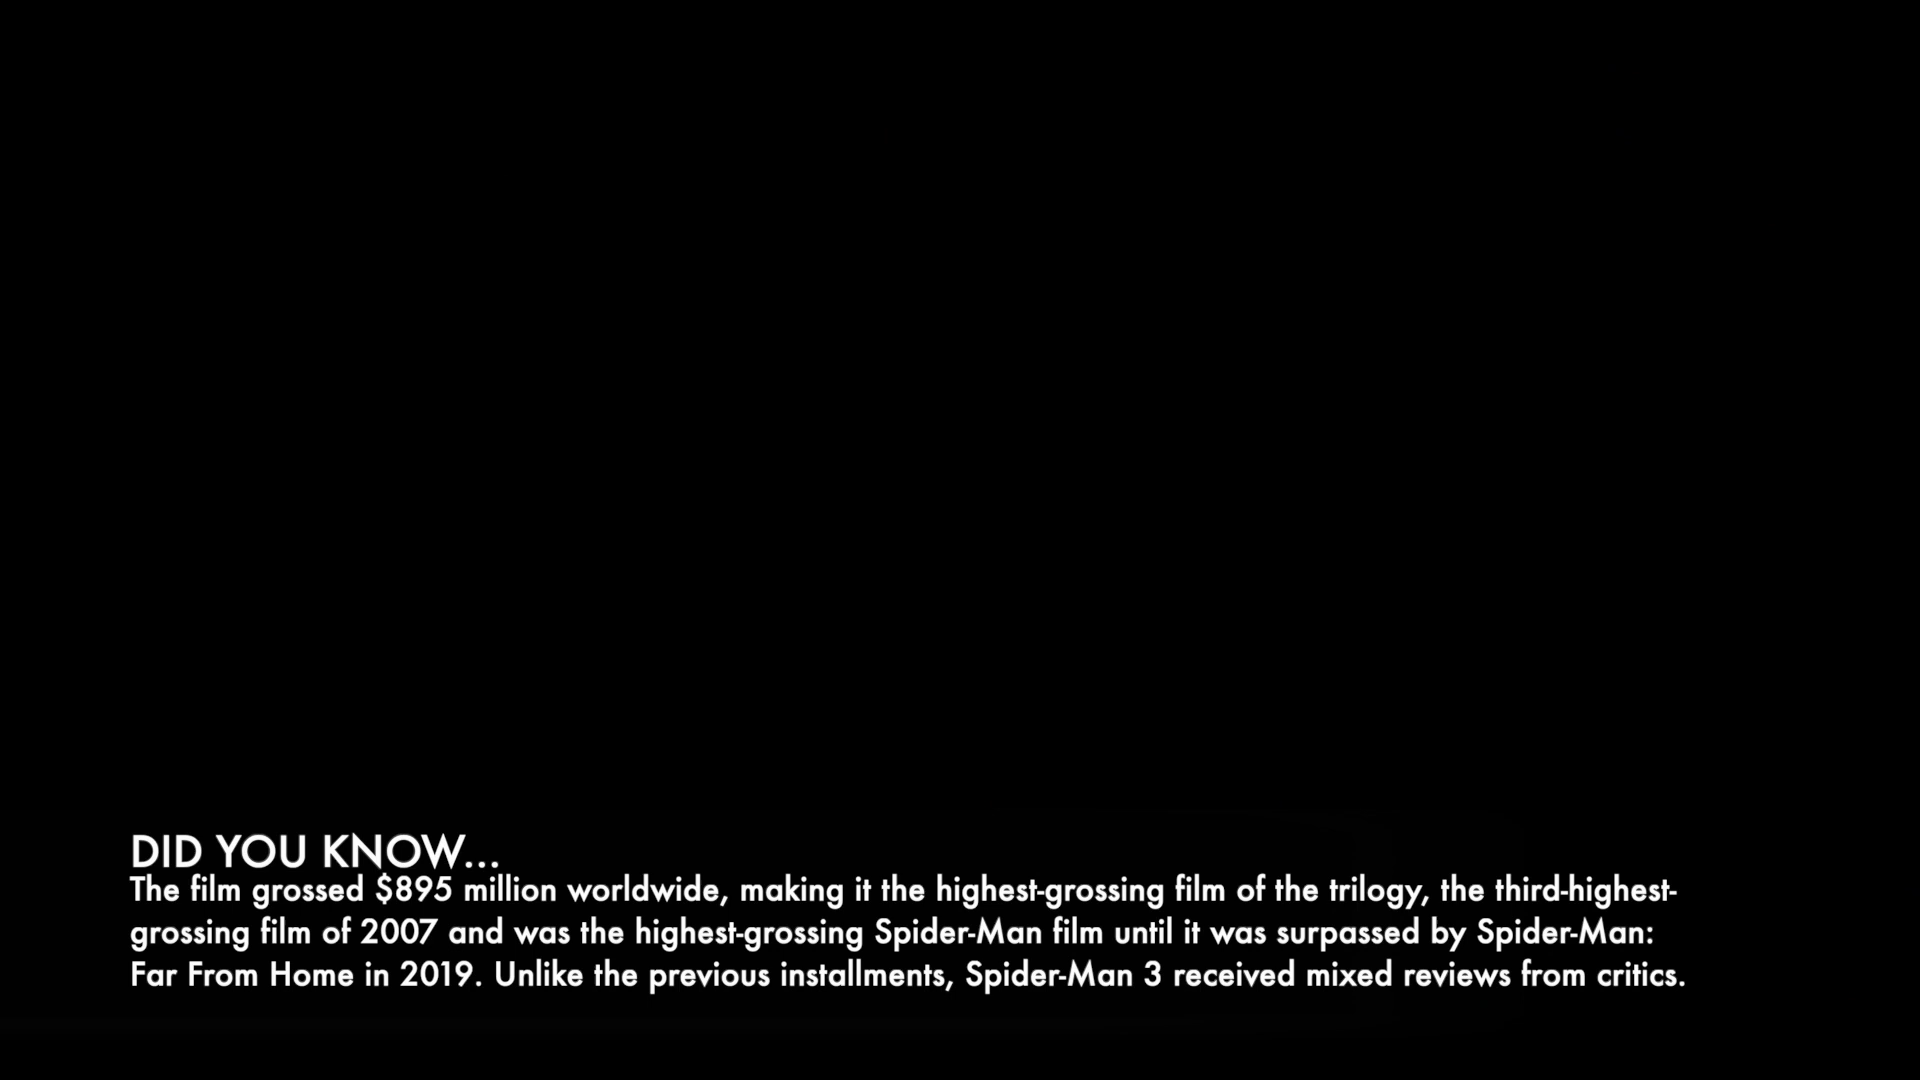 DID YOU KNOW...
The film grossed $895 million worldwide, making it the highest-grossing film of the trilogy, the third-highest-
grossing film of 2007 and was the highest-grossing Spider-Man film until it was surpassed by Spider-Man:
Far From Home in 2019. Unlike the previous installments, Spider-Man 3 received mixed reviews from critics.